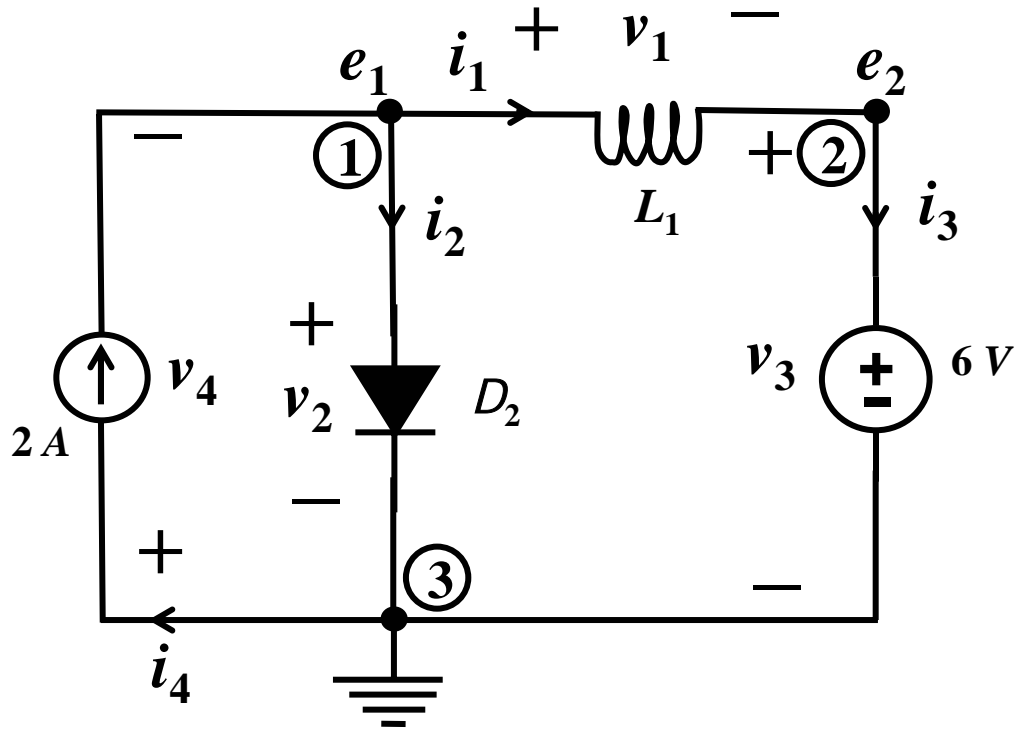 + v₁ −
e₁ i₁ e₂
− 1 + 2
L₁
i₂ i₃
+
v₄ v₂ D₂ v₃ + − 6 V
2 A
−
+ 3 −
i₄